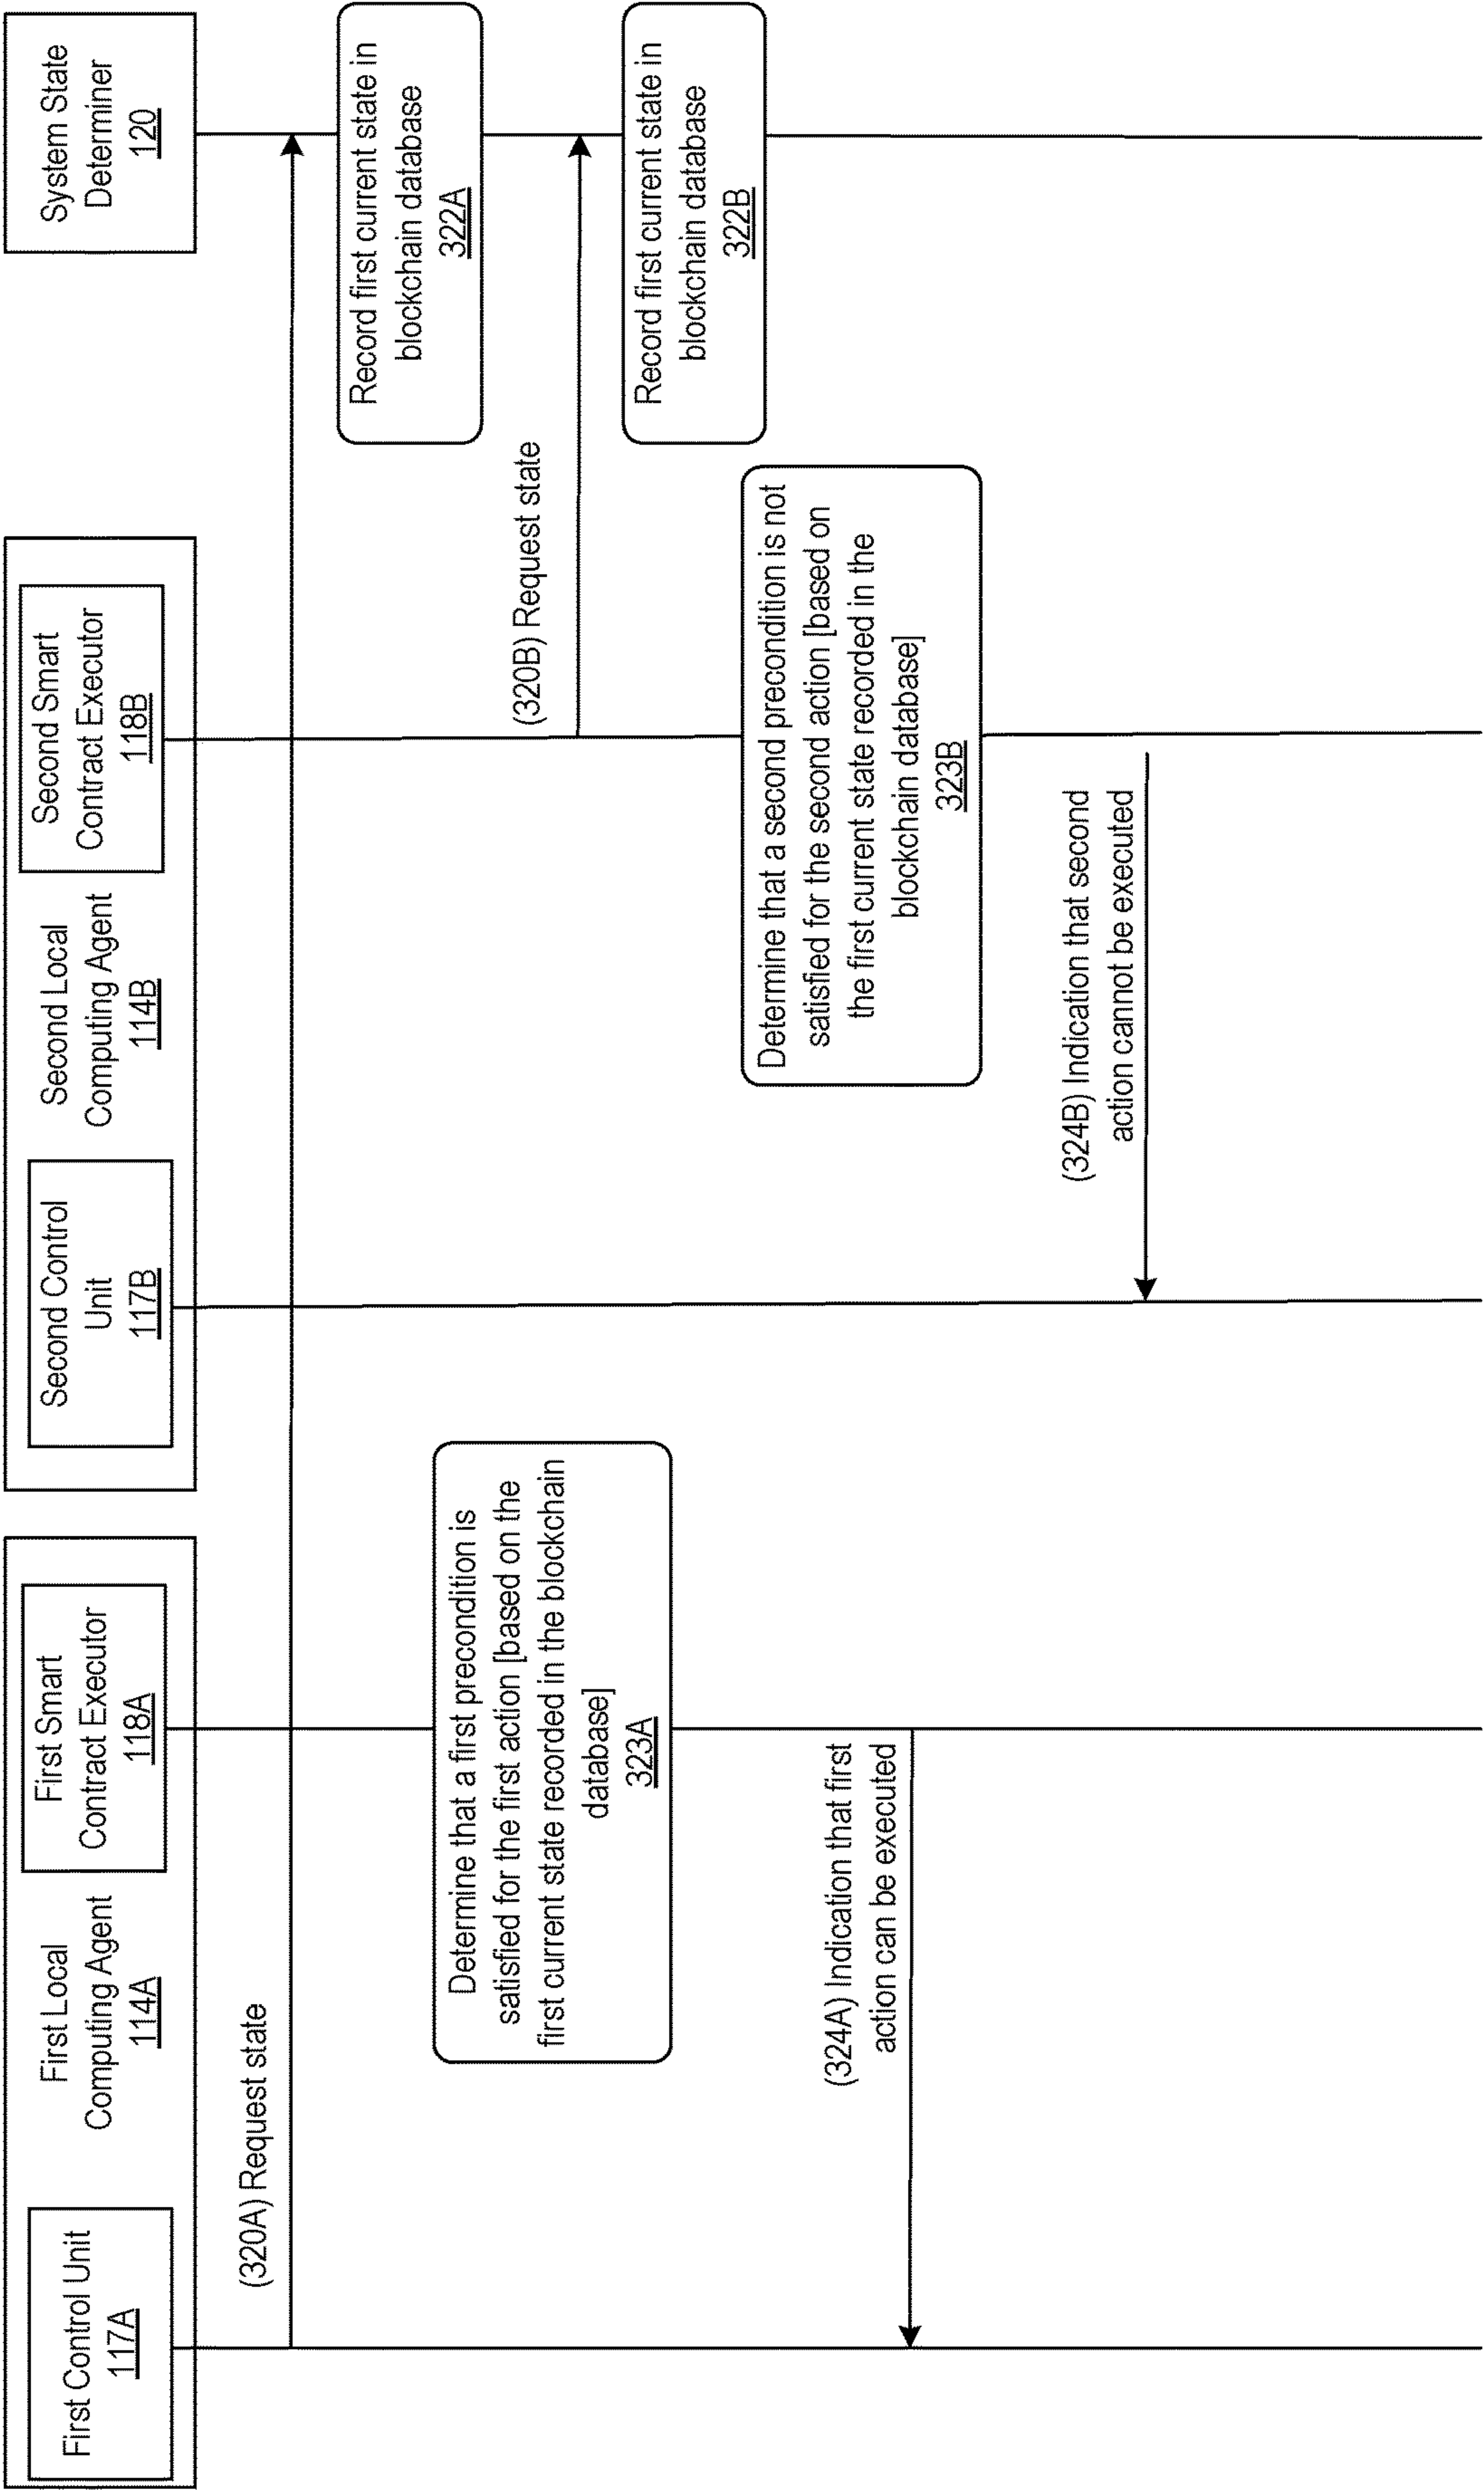 First Control Unit
117A
First Local
Computing Agent
114A
First Smart
Contract Executor
118A
Second Control
Unit
117B
Second Local
Computing Agent
114B
Second Smart
Contract Executor
118B
System State
Determiner
120
(320A) Request state
Record first current state in
blockchain database
322A
Determine that a first precondition is
satisfied for the first action [based on the
first current state recorded in the blockchain
database]
323A
(320B) Request state
Record first current state in
blockchain database
322B
Determine that a second precondition is not
satisfied for the second action [based on
the first current state recorded in the
blockchain database]
323B
(324A) Indication that first
action can be executed
(324B) Indication that second
action cannot be executed